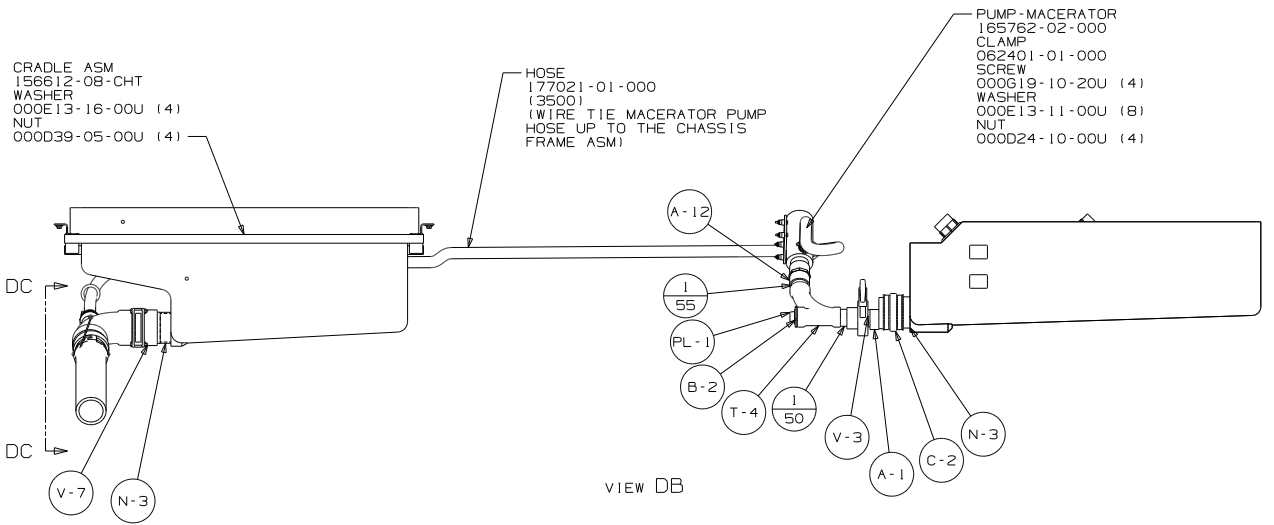 PUMP-MACERATOR
165762-02-000
CLAMP
062401-01-000
SCREW
000G19-10-20U (4)
WASHER
000E13-11-00U (8)
NUT
000D24-10-00U (4)
CRADLE ASM
156612-08-CHT
WASHER
000E13-16-00U (4)
NUT
000D39-05-00U (4)
HOSE
177021-01-000
(3500)
(WIRE TIE MACERATOR PUMP
HOSE UP TO THE CHASSIS
FRAME ASM)
A-12
DC
1
55
PL-1
B-2
T-4
1
50
V-3
A-1
C-2
N-3
DC
V-7
N-3
VIEW DB